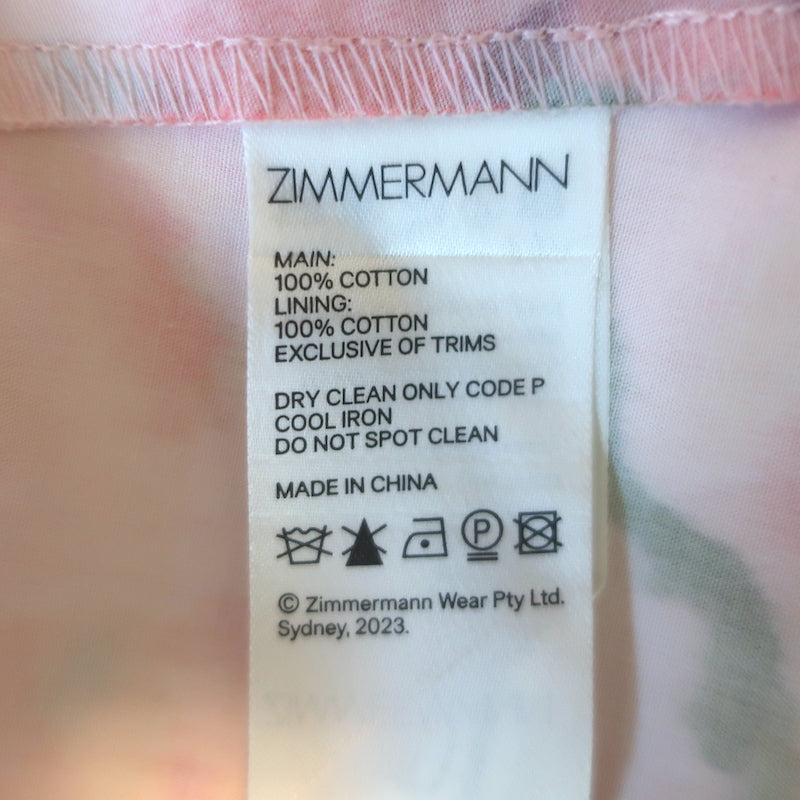 ZIMMERMANN
MAIN:
100% COTTON
LINING:
100% COTTON
EXCLUSIVE OF TRIMS
DRY CLEAN ONLY CODE P
COOL IRON
DO NOT SPOT CLEAN
MADE IN CHINA
P
© Zimmermann Wear Pty Ltd.
Sydney, 2023.